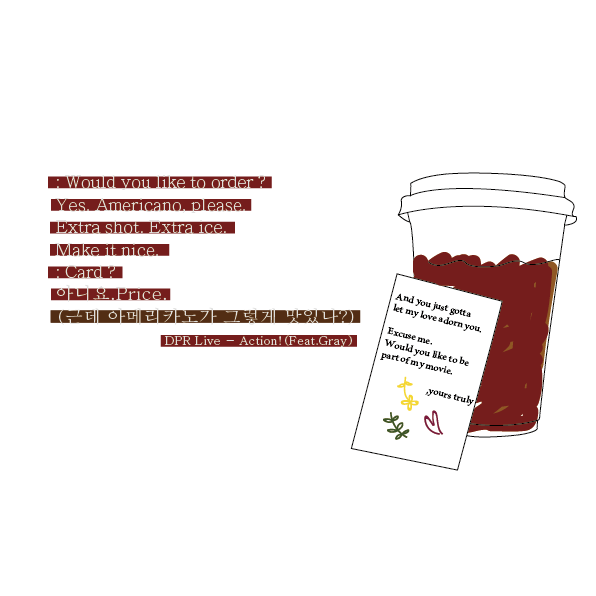 : Would you like to order ?
Yes, Americano, please.
Extra shot, Extra ice.
Make it nice.
: Card ?
아니요,Price.
(근데 아메리카노가 그렇게 맛있나?)
DPR Live - Action! (Feat.Gray)
And you just gotta
let my love adorn you.
Excuse me.
Would you like to be
part of my movie.
,yours truly